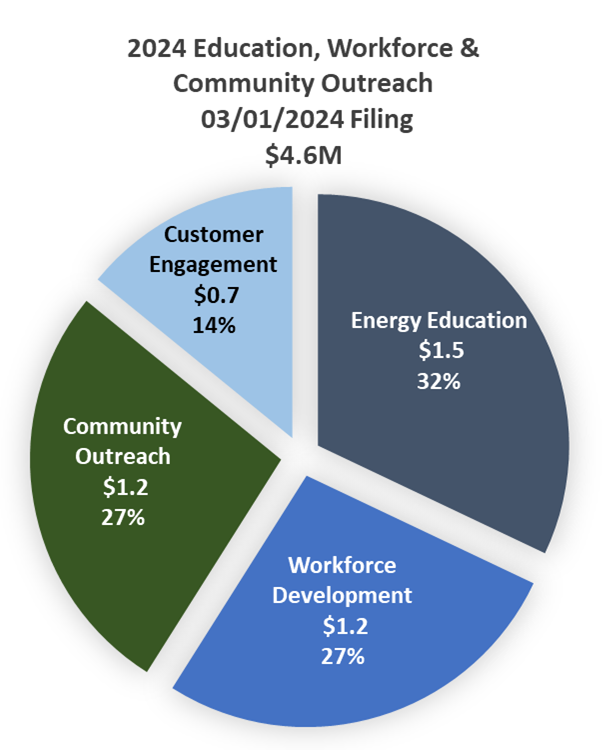 2024 Education, Workforce &
Community Outreach
03/01/2024 Filing
$4.6M
Customer
Engagement
$0.7
14%
Energy Education
$1.5
32%
Community
Outreach
$1.2
27%
Workforce
Development
$1.2
27%